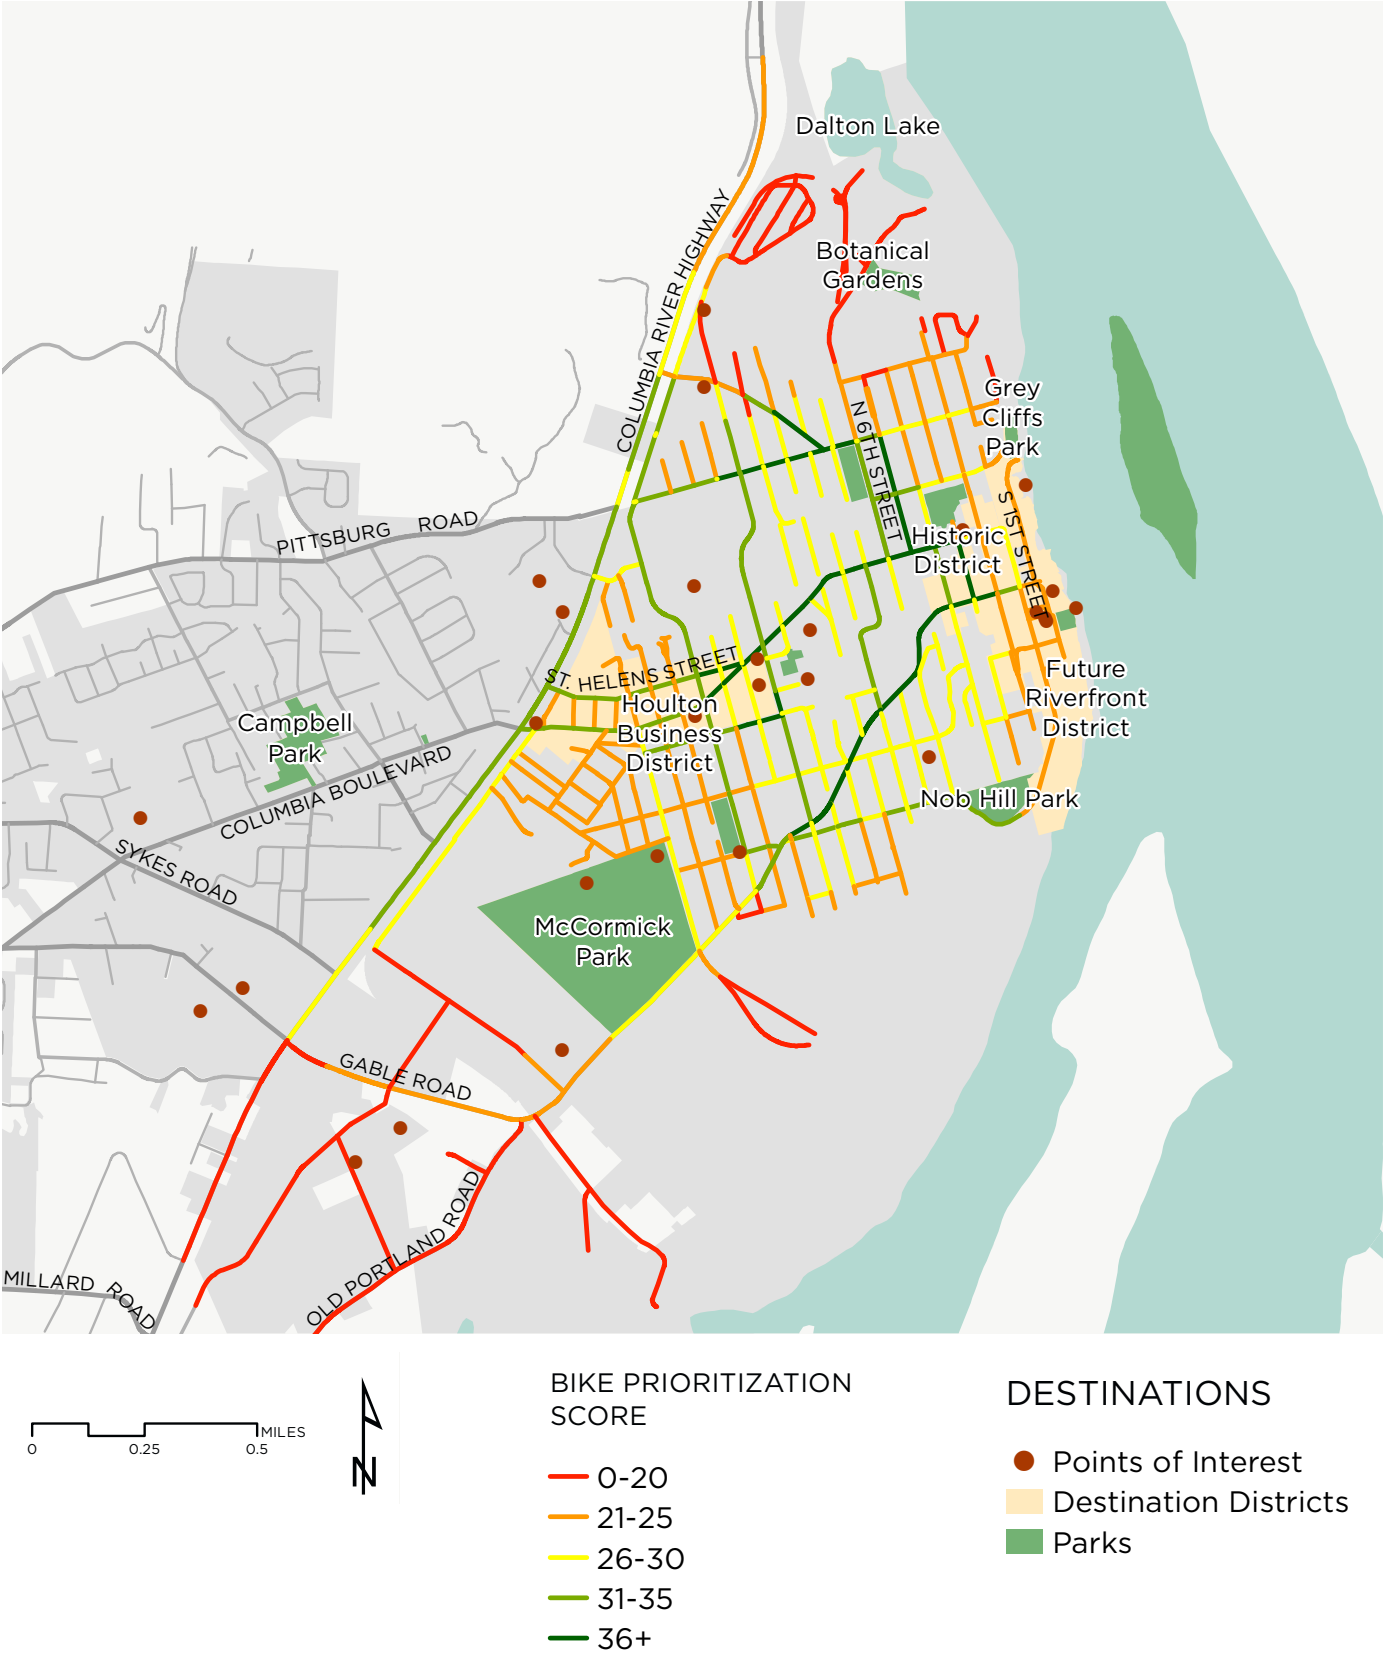 Dalton Lake
COLUMBIA RIVER HIGHWAY
Botanical
Gardens
Grey
Cliffs
Park
N 6TH STREET
S 1ST STREET
PITTSBURG ROAD
Historic
District
ST. HELENS STREET
Future
Riverfront
District
Houlton
Business
District
Campbell
Park
COLUMBIA BOULEVARD
Nob Hill Park
SYKES ROAD
McCormick
Park
GABLE ROAD
OLD PORTLAND ROAD
MILLARD ROAD
0 0.25 0.5 MILES
N
BIKE PRIORITIZATION
SCORE
0-20
21-25
26-30
31-35
36+
DESTINATIONS
Points of Interest
Destination Districts
Parks